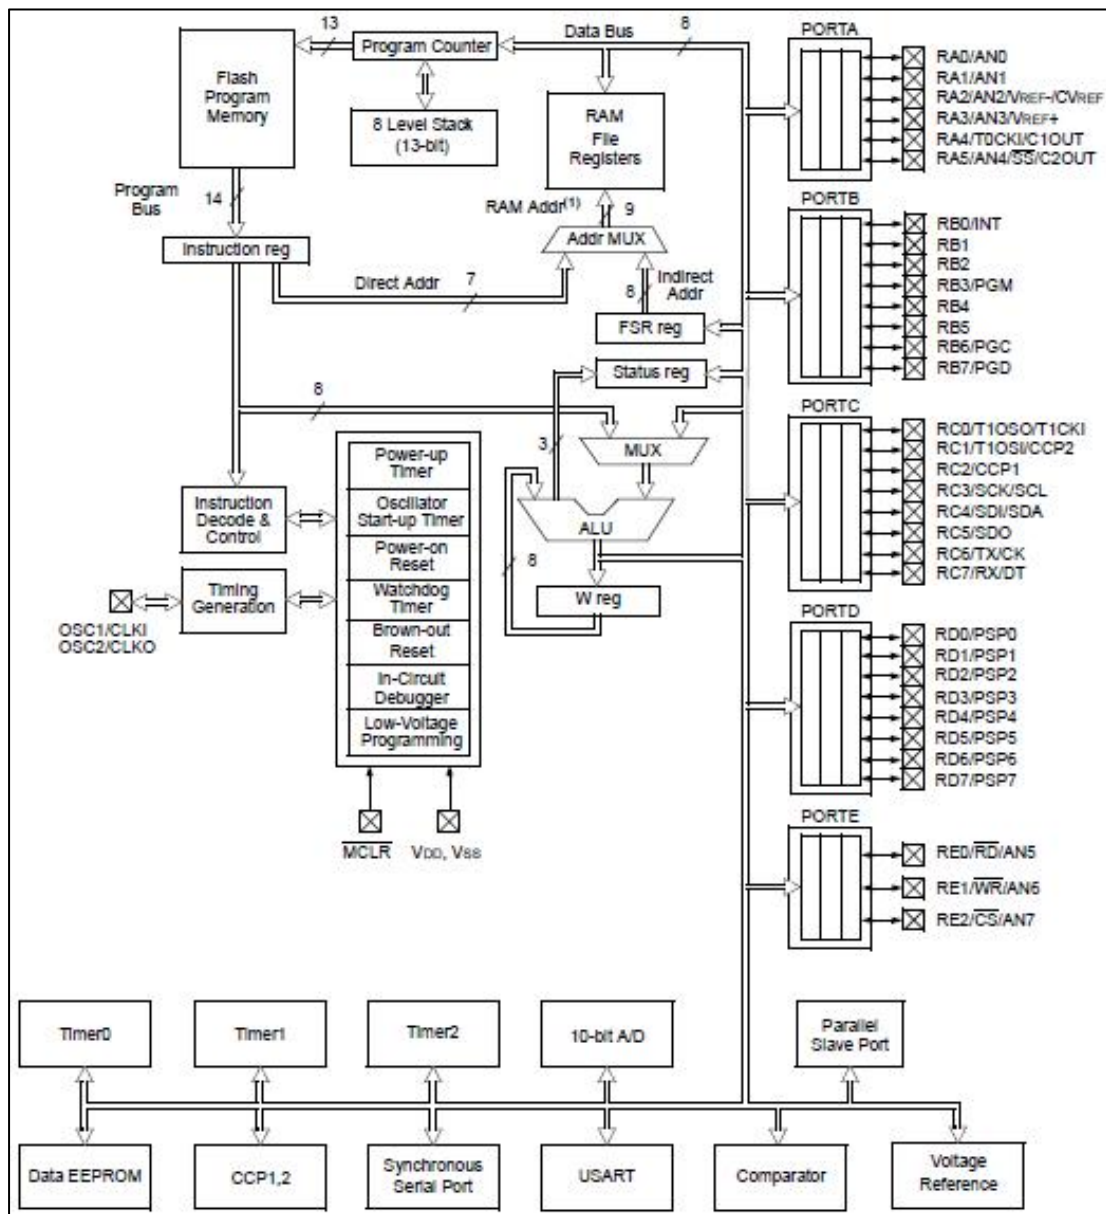 13
Program Counter
Data Bus
8
Flash
Program
Memory
8 Level Stack
(13-bit)
RAM
File
Registers
Program
Bus
14
RAM Addr(1)
9
Instruction reg
Addr MUX
Direct Addr
7
Indirect
Addr
8
FSR reg
Status reg
8
3
MUX
Power-up
Timer
Instruction
Decode &
Control
Oscillator
Start-up Timer
ALU
Power-on
Reset
8
Timing
Generation
Watchdog
Timer
W reg
OSC1/CLKI
OSC2/CLKO
Brown-out
Reset
In-Circuit
Debugger
Low-Voltage
Programming
M̅C̅L̅R̅
VDD, VSS
PORTA
RA0/AN0
RA1/AN1
RA2/AN2/VREF-/CVREF
RA3/AN3/VREF+
RA4/T0CKI/C1OUT
RA5/AN4/S̅S̅/C2OUT
PORTB
RB0/INT
RB1
RB2
RB3/PGM
RB4
RB5
RB6/PGC
RB7/PGD
PORTC
RC0/T1OSO/T1CKI
RC1/T1OSI/CCP2
RC2/CCP1
RC3/SCK/SCL
RC4/SDI/SDA
RC5/SDO
RC6/TX/CK
RC7/RX/DT
PORTD
RD0/PSP0
RD1/PSP1
RD2/PSP2
RD3/PSP3
RD4/PSP4
RD5/PSP5
RD6/PSP6
RD7/PSP7
PORTE
RE0/R̅D̅/AN5
RE1/W̅R̅/AN6
RE2/C̅S̅/AN7
Timer0
Timer1
Timer2
10-bit A/D
Parallel
Slave Port
Data EEPROM
CCP1,2
Synchronous
Serial Port
USART
Comparator
Voltage
Reference